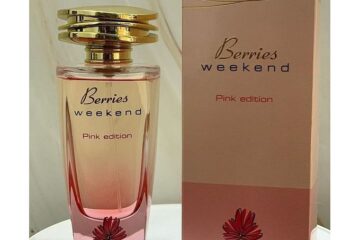 Berries
weekend
Pink edition
Berries
weekend
Pink edition